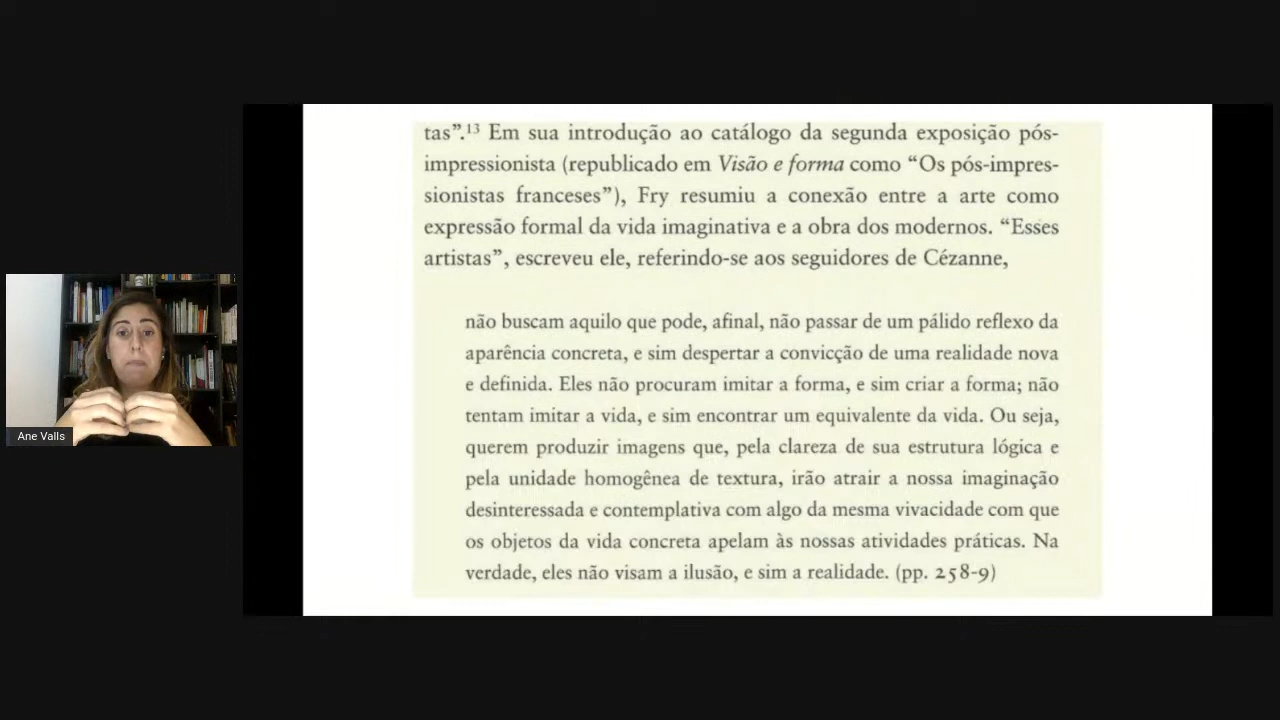 tas”.¹³ Em sua introdução ao catálogo da segunda exposição pós-
impressionista (republicado em Visão e forma como “Os pós-impres-
sionistas franceses”), Fry resumiu a conexão entre a arte como
expressão formal da vida imaginativa e a obra dos modernos. “Esses
artistas”, escreveu ele, referindo-se aos seguidores de Cézanne,
não buscam aquilo que pode, afinal, não passar de um pálido reflexo da
aparência concreta, e sim despertar a convicção de uma realidade nova
e definida. Eles não procuram imitar a forma, e sim criar a forma; não
tentam imitar a vida, e sim encontrar um equivalente da vida. Ou seja,
querem produzir imagens que, pela clareza de sua estrutura lógica e
pela unidade homogênea de textura, irão atrair a nossa imaginação
desinteressada e contemplativa com algo da mesma vivacidade com que
os objetos da vida concreta apelam às nossas atividades práticas. Na
verdade, eles não visam a ilusão, e sim a realidade. (pp. 258-9)
Ane Valls